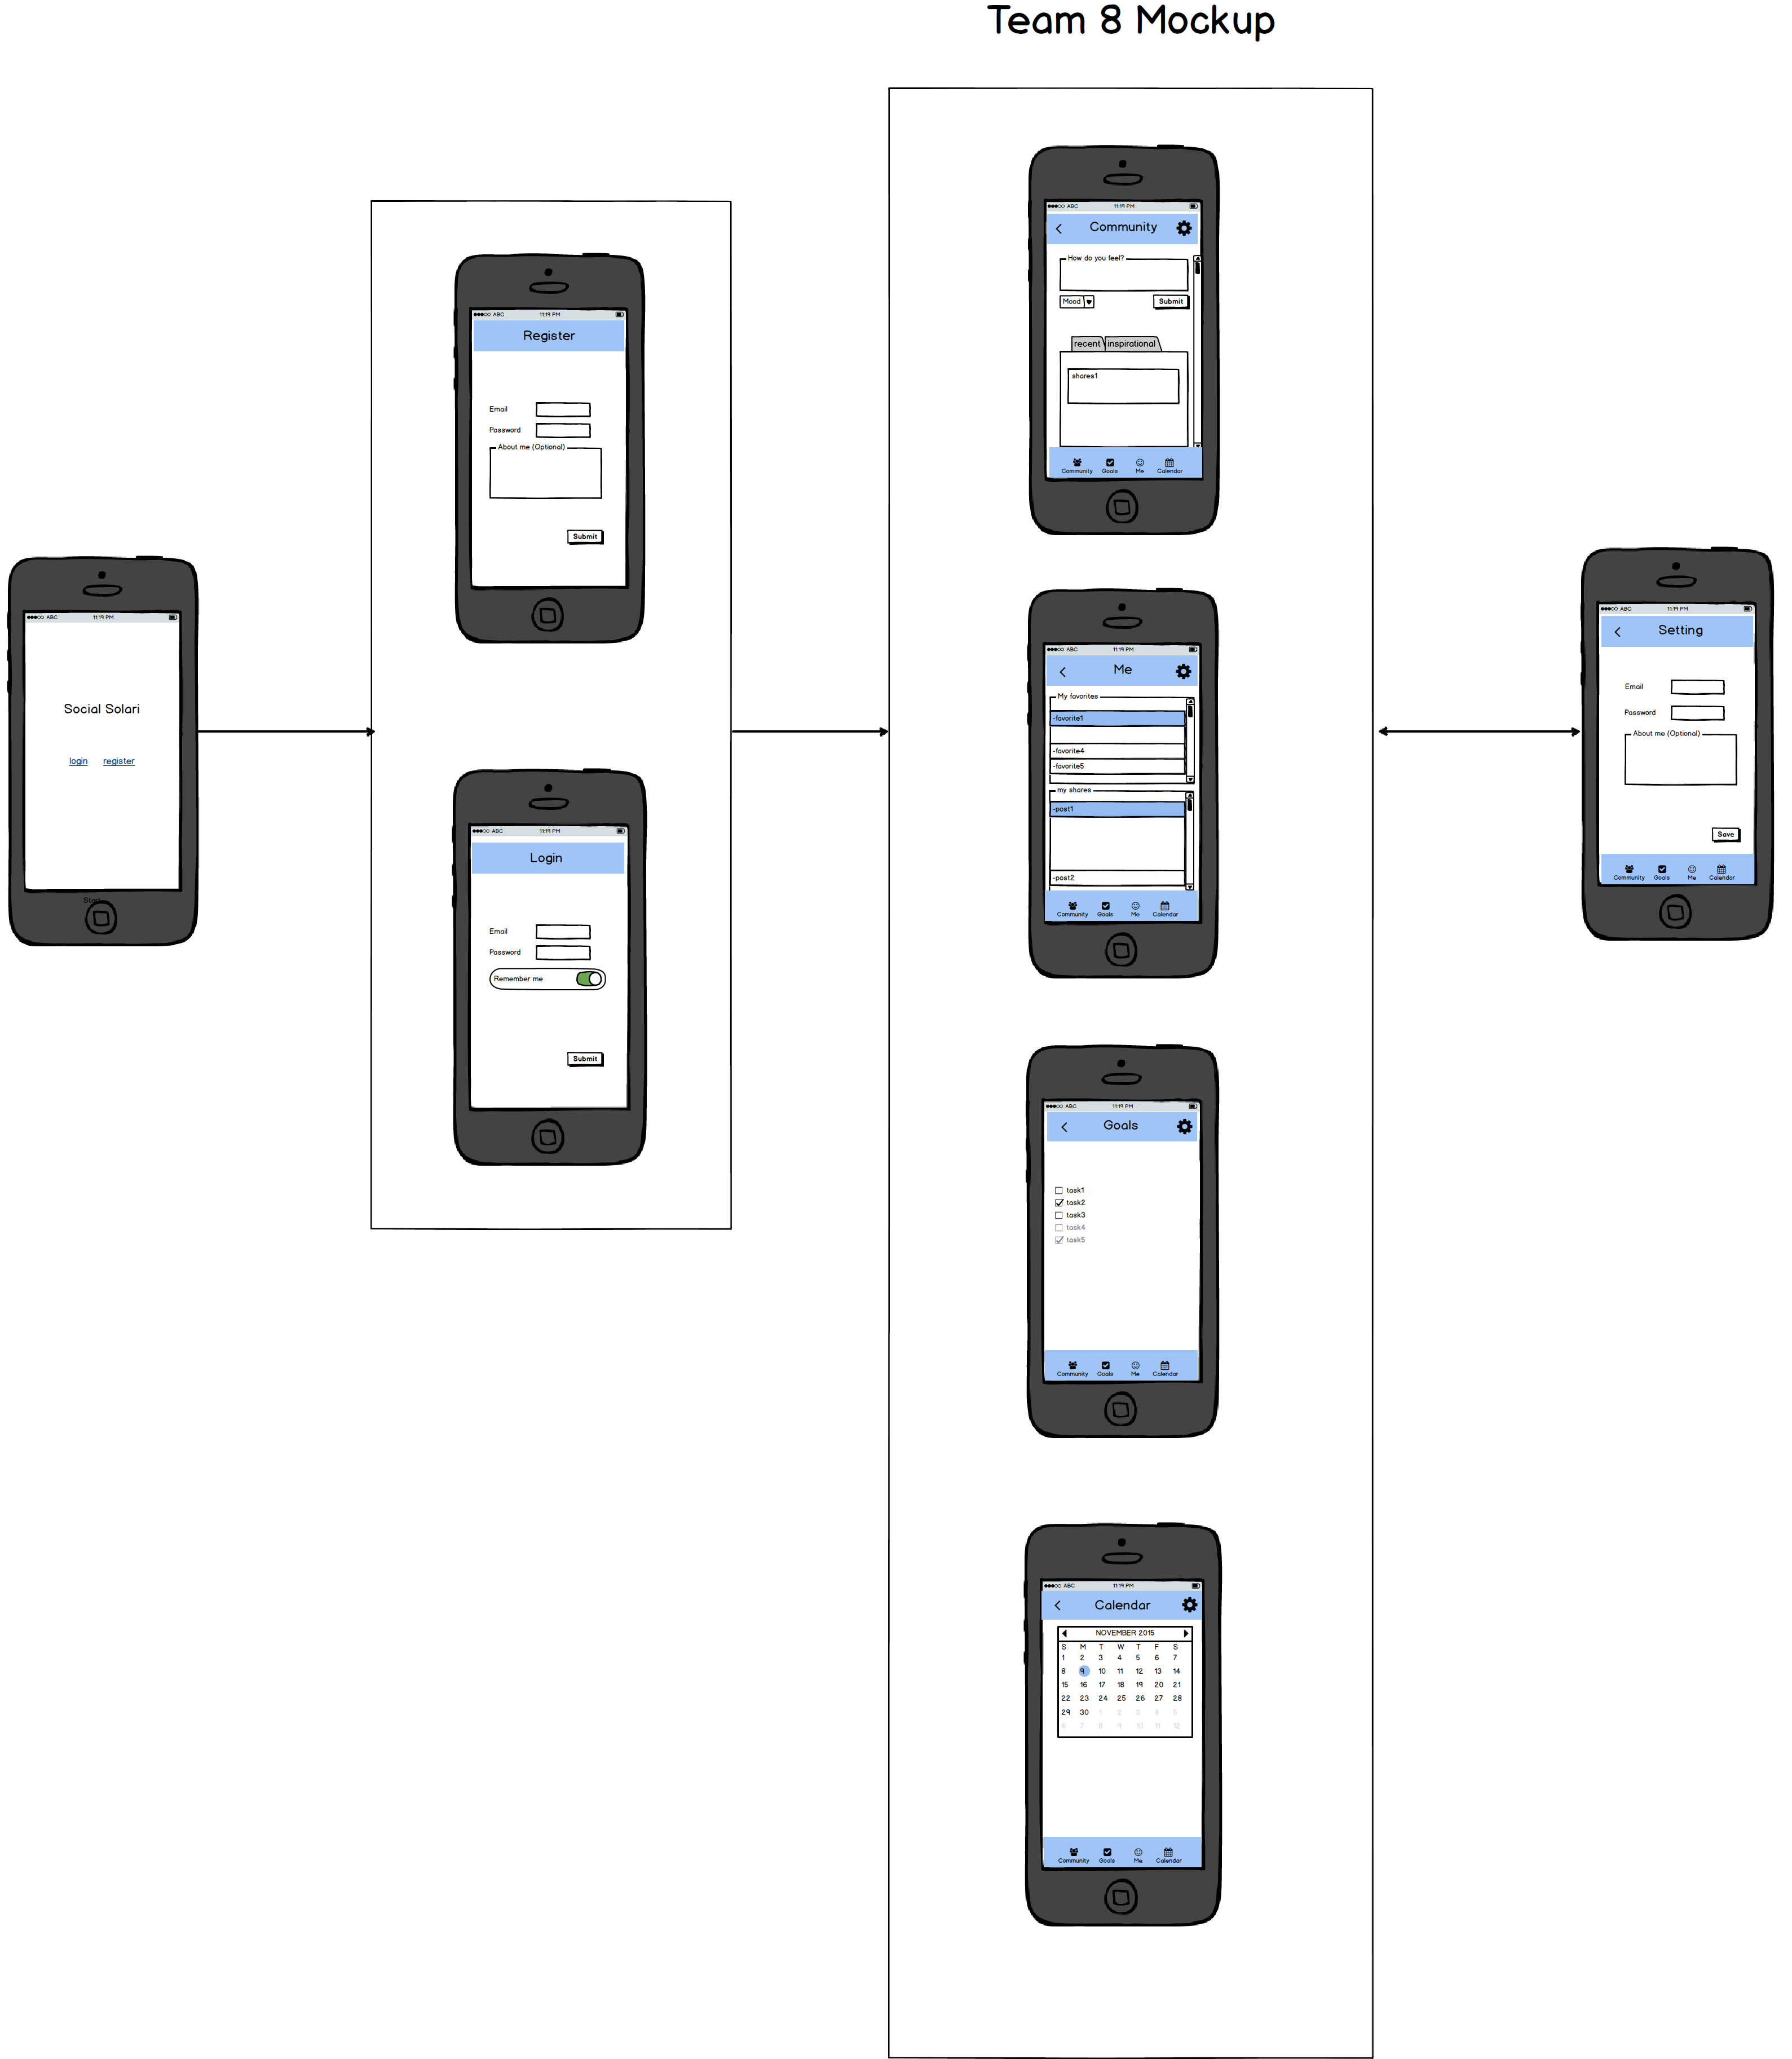 Team 8 Mockup
ABC 11:19 PM
Social Solari
login register
Start
ABC 11:19 PM
Register
Email
Password
About me (Optional)
Submit
ABC 11:19 PM
Login
Email
Password
Remember me
Submit
ABC 11:19 PM
Community
How do you feel?
Mood Submit
recent inspirational
shares1
Community Goals Me Calendar
ABC 11:19 PM
Me
My favorites
-favorite1
-favorite4
-favorite5
my shares
-post1
-post2
Community Goals Me Calendar
ABC 11:19 PM
Goals
task1
task2
task3
task4
task5
Community Goals Me Calendar
ABC 11:19 PM
Calendar
NOVEMBER 2015
S M T W T F S
1 2 3 4 5 6 7
8 9 10 11 12 13 14
15 16 17 18 19 20 21
22 23 24 25 26 27 28
29 30 1 2 3 4 5
6 7 8 9 10 11 12
Community Goals Me Calendar
ABC 11:19 PM
Setting
Email
Password
About me (Optional)
Save
Community Goals Me Calendar